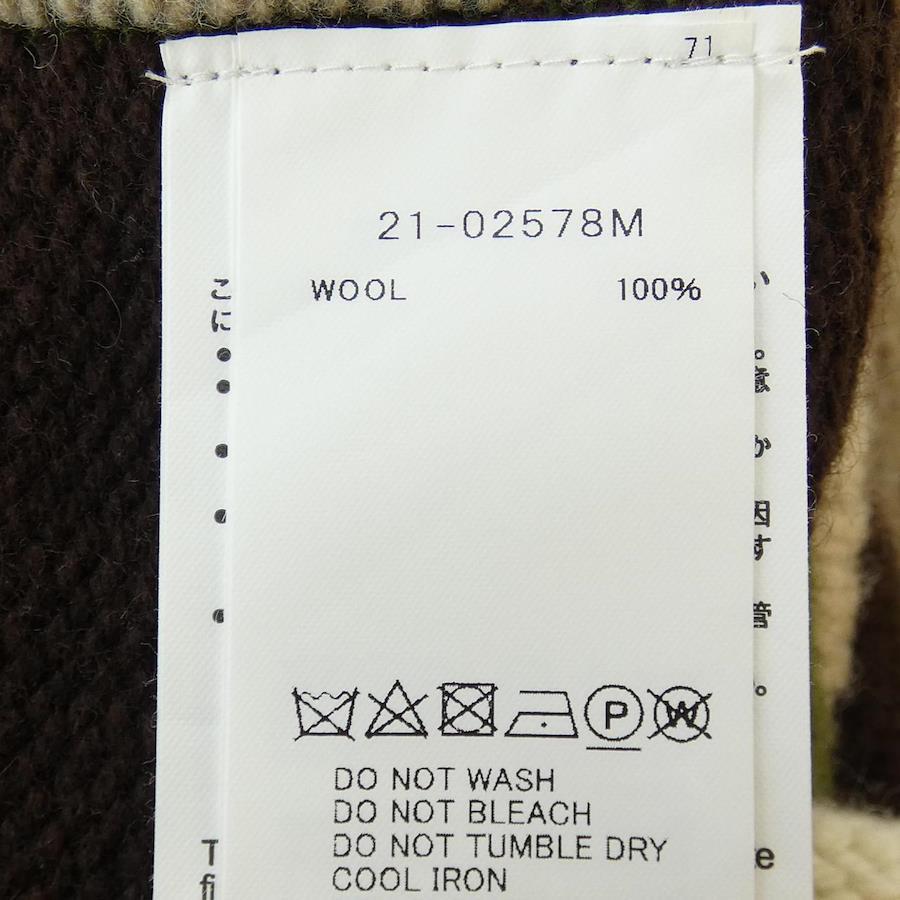 71
21-02578M
WOOL 100%
DO NOT WASH
DO NOT BLEACH
DO NOT TUMBLE DRY
COOL IRON